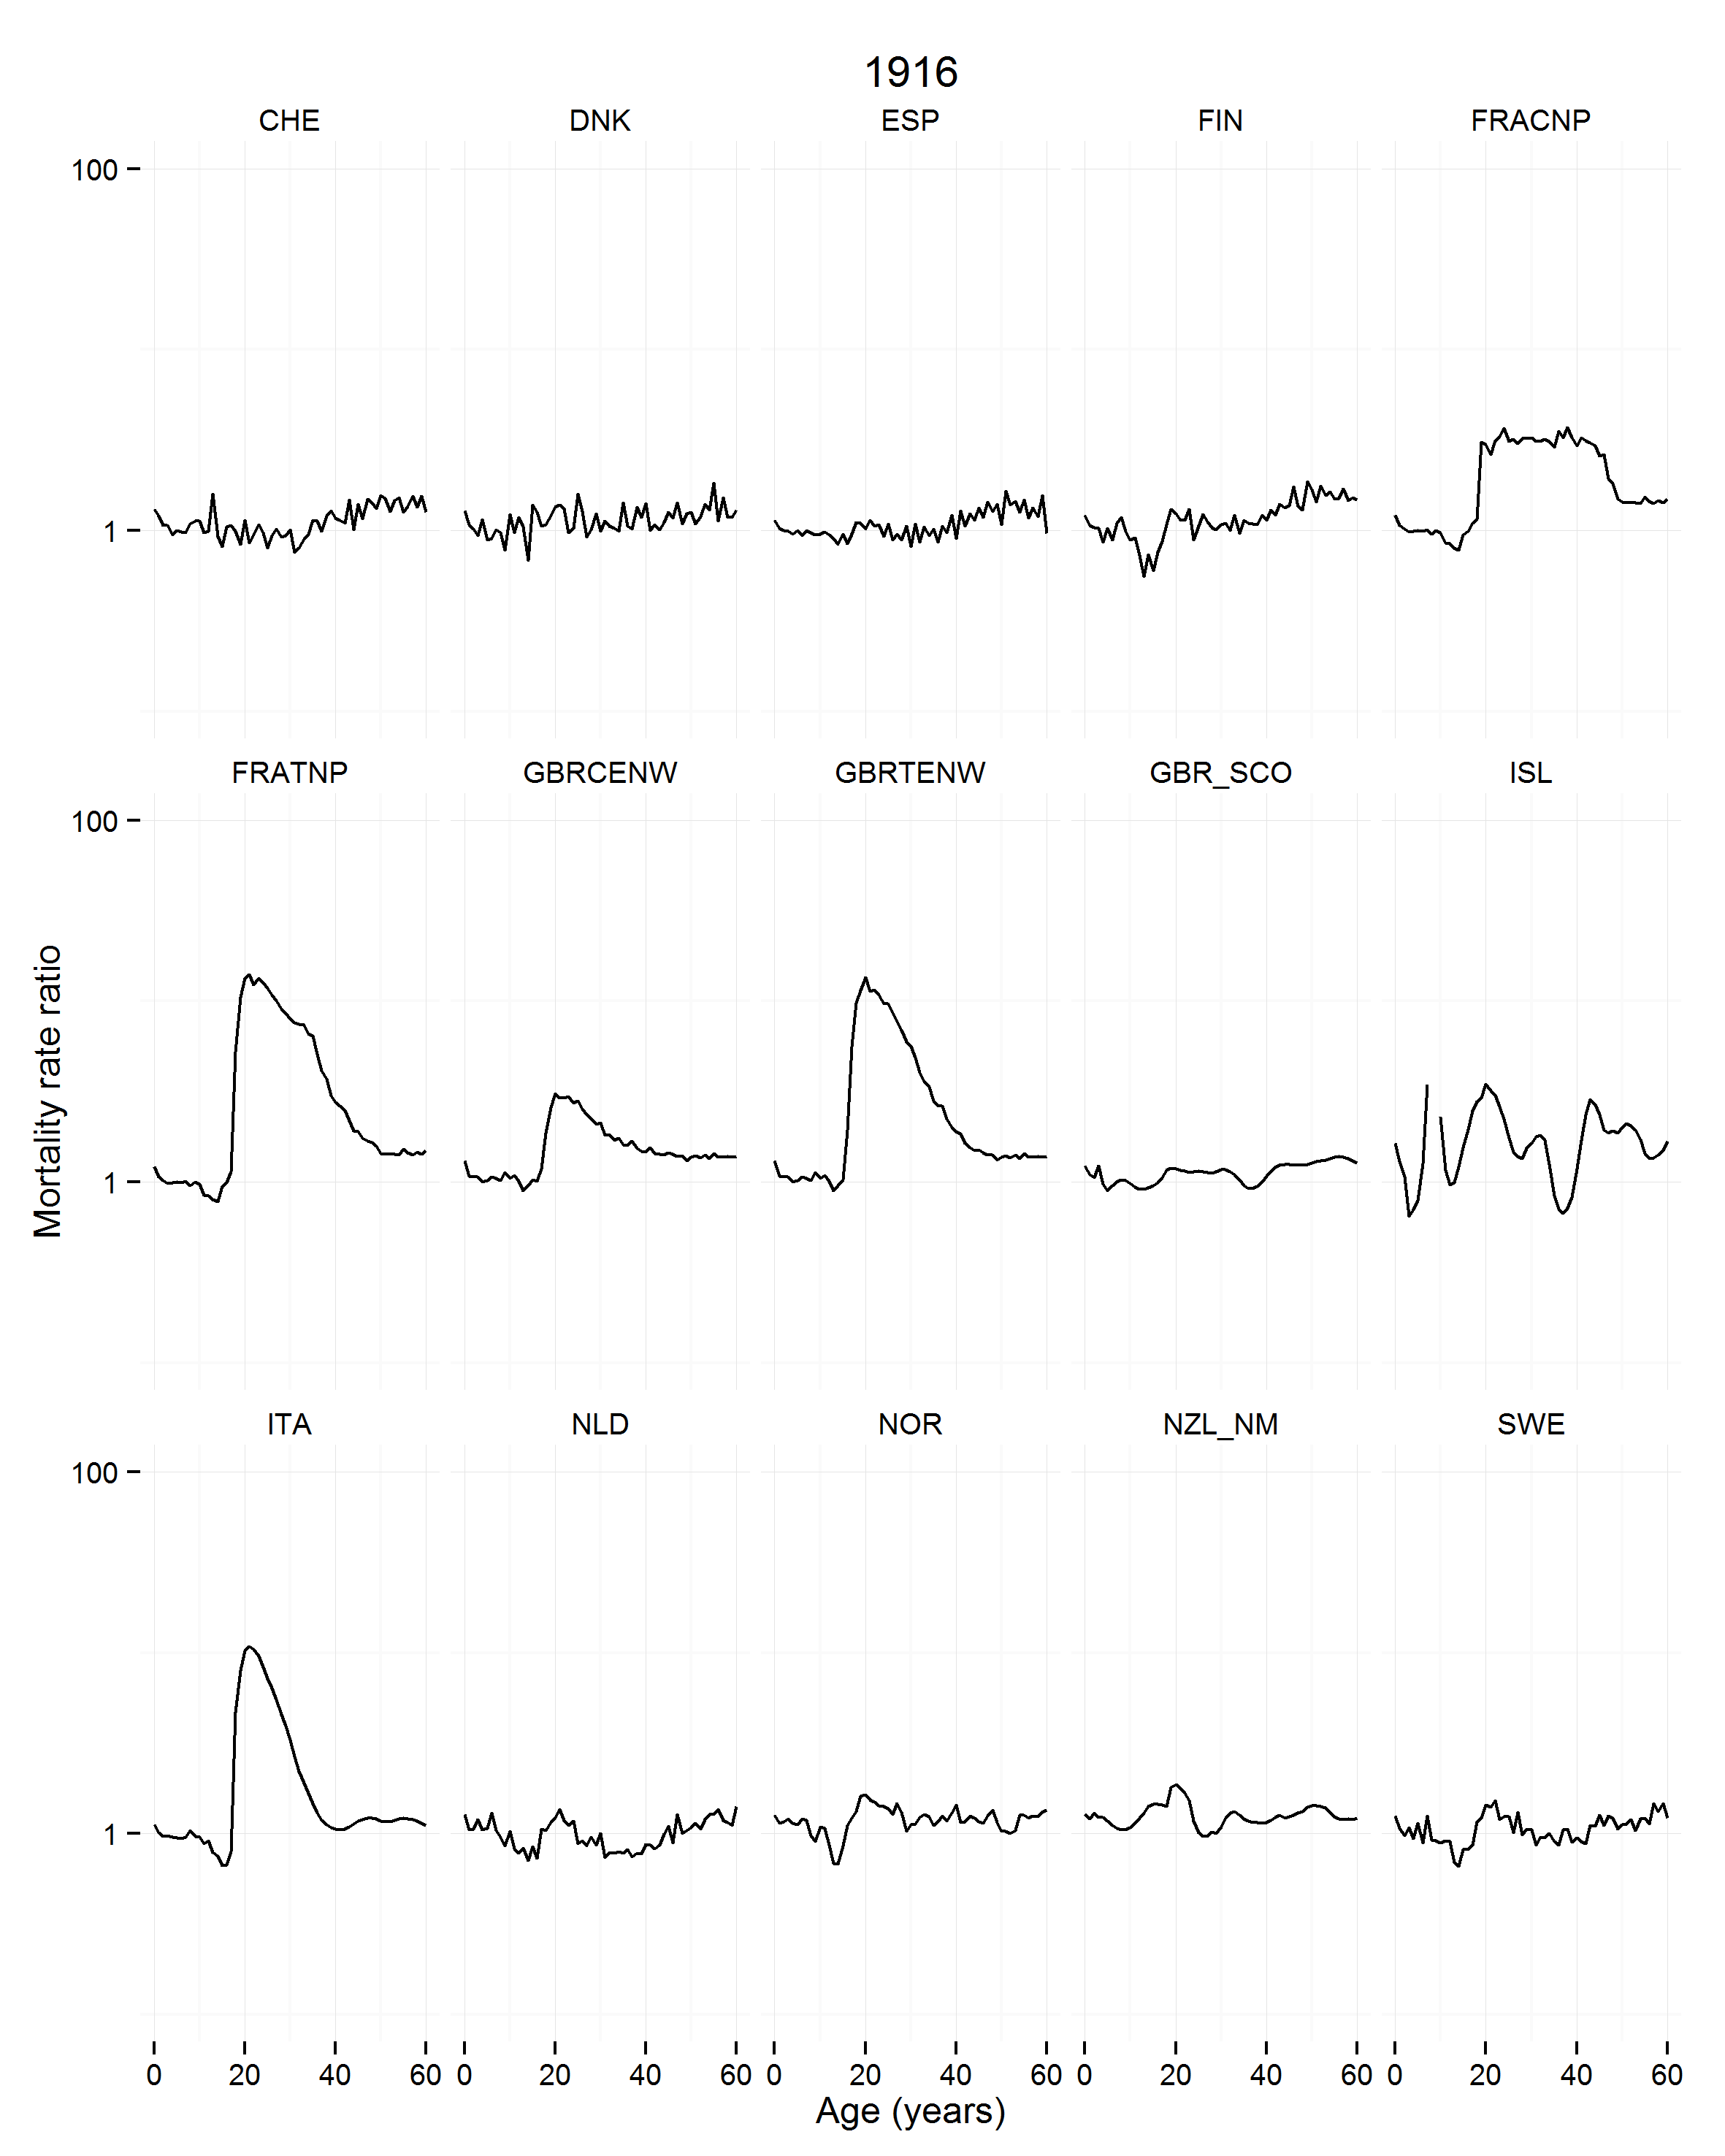 1916
CHE DNK ESP FIN FRACNP
100
1
FRATNP GBRCENW GBRTENW GBR_SCO ISL
100
1
Mortality rate ratio
ITA NLD NOR NZL_NM SWE
100
1
0 20 40 60 0 20 40 60 0 20 40 60 0 20 40 60 0 20 40 60
Age (years)